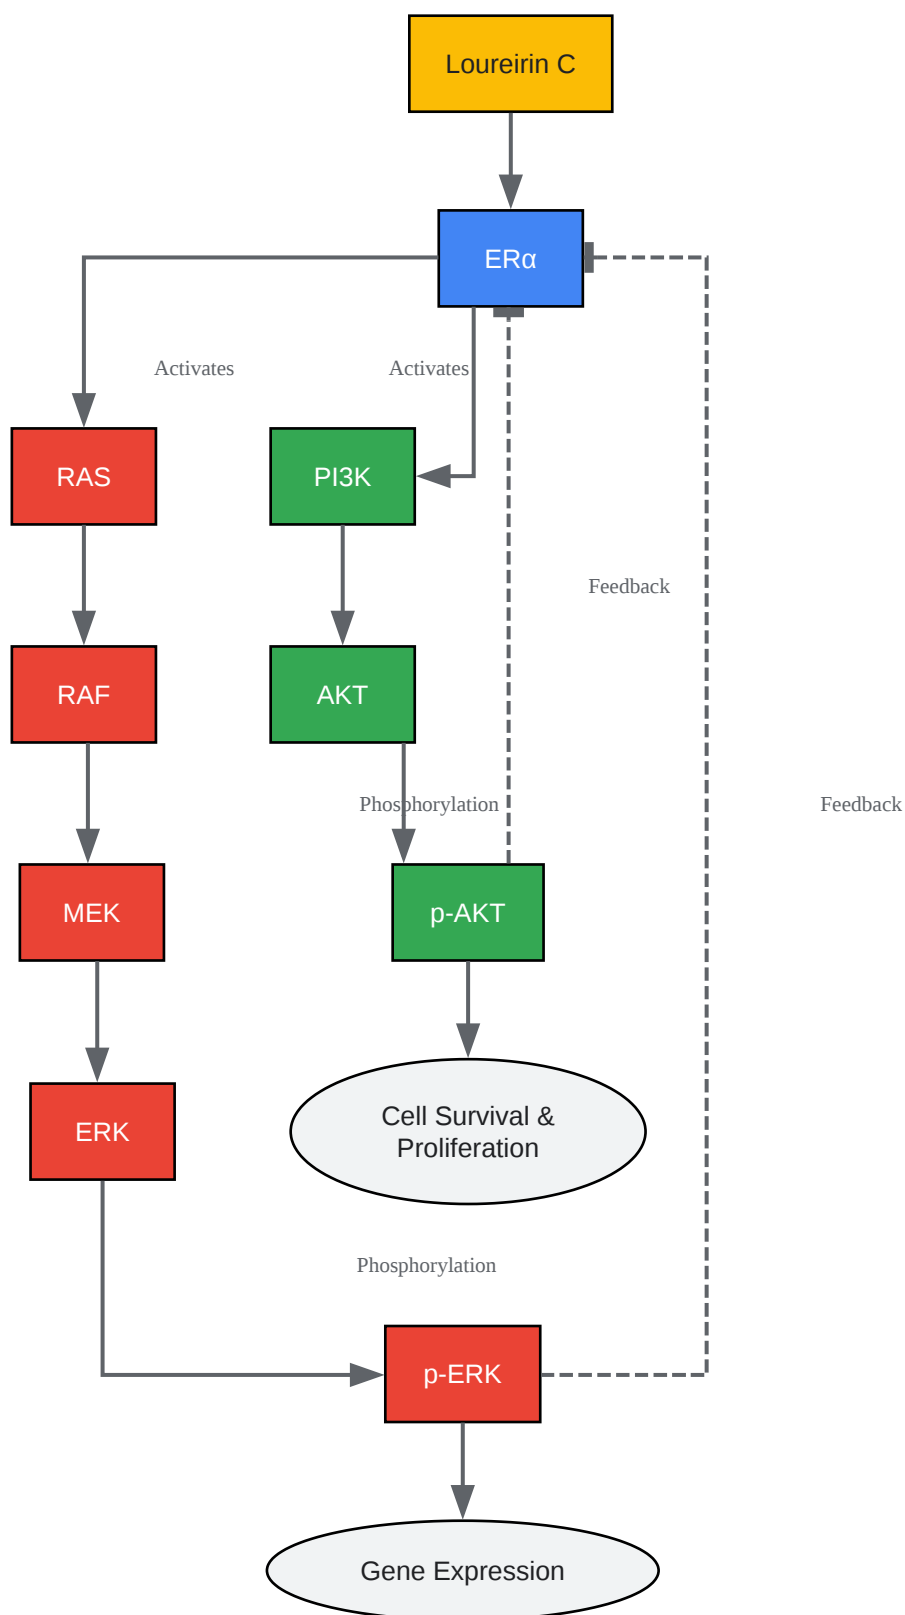 Loureirin C
ERα
Activates
Activates
RAS
PI3K
Feedback
RAF
AKT
Phosphorylation
Feedback
MEK
p-AKT
ERK
Cell Survival &
Proliferation
Phosphorylation
p-ERK
Gene Expression